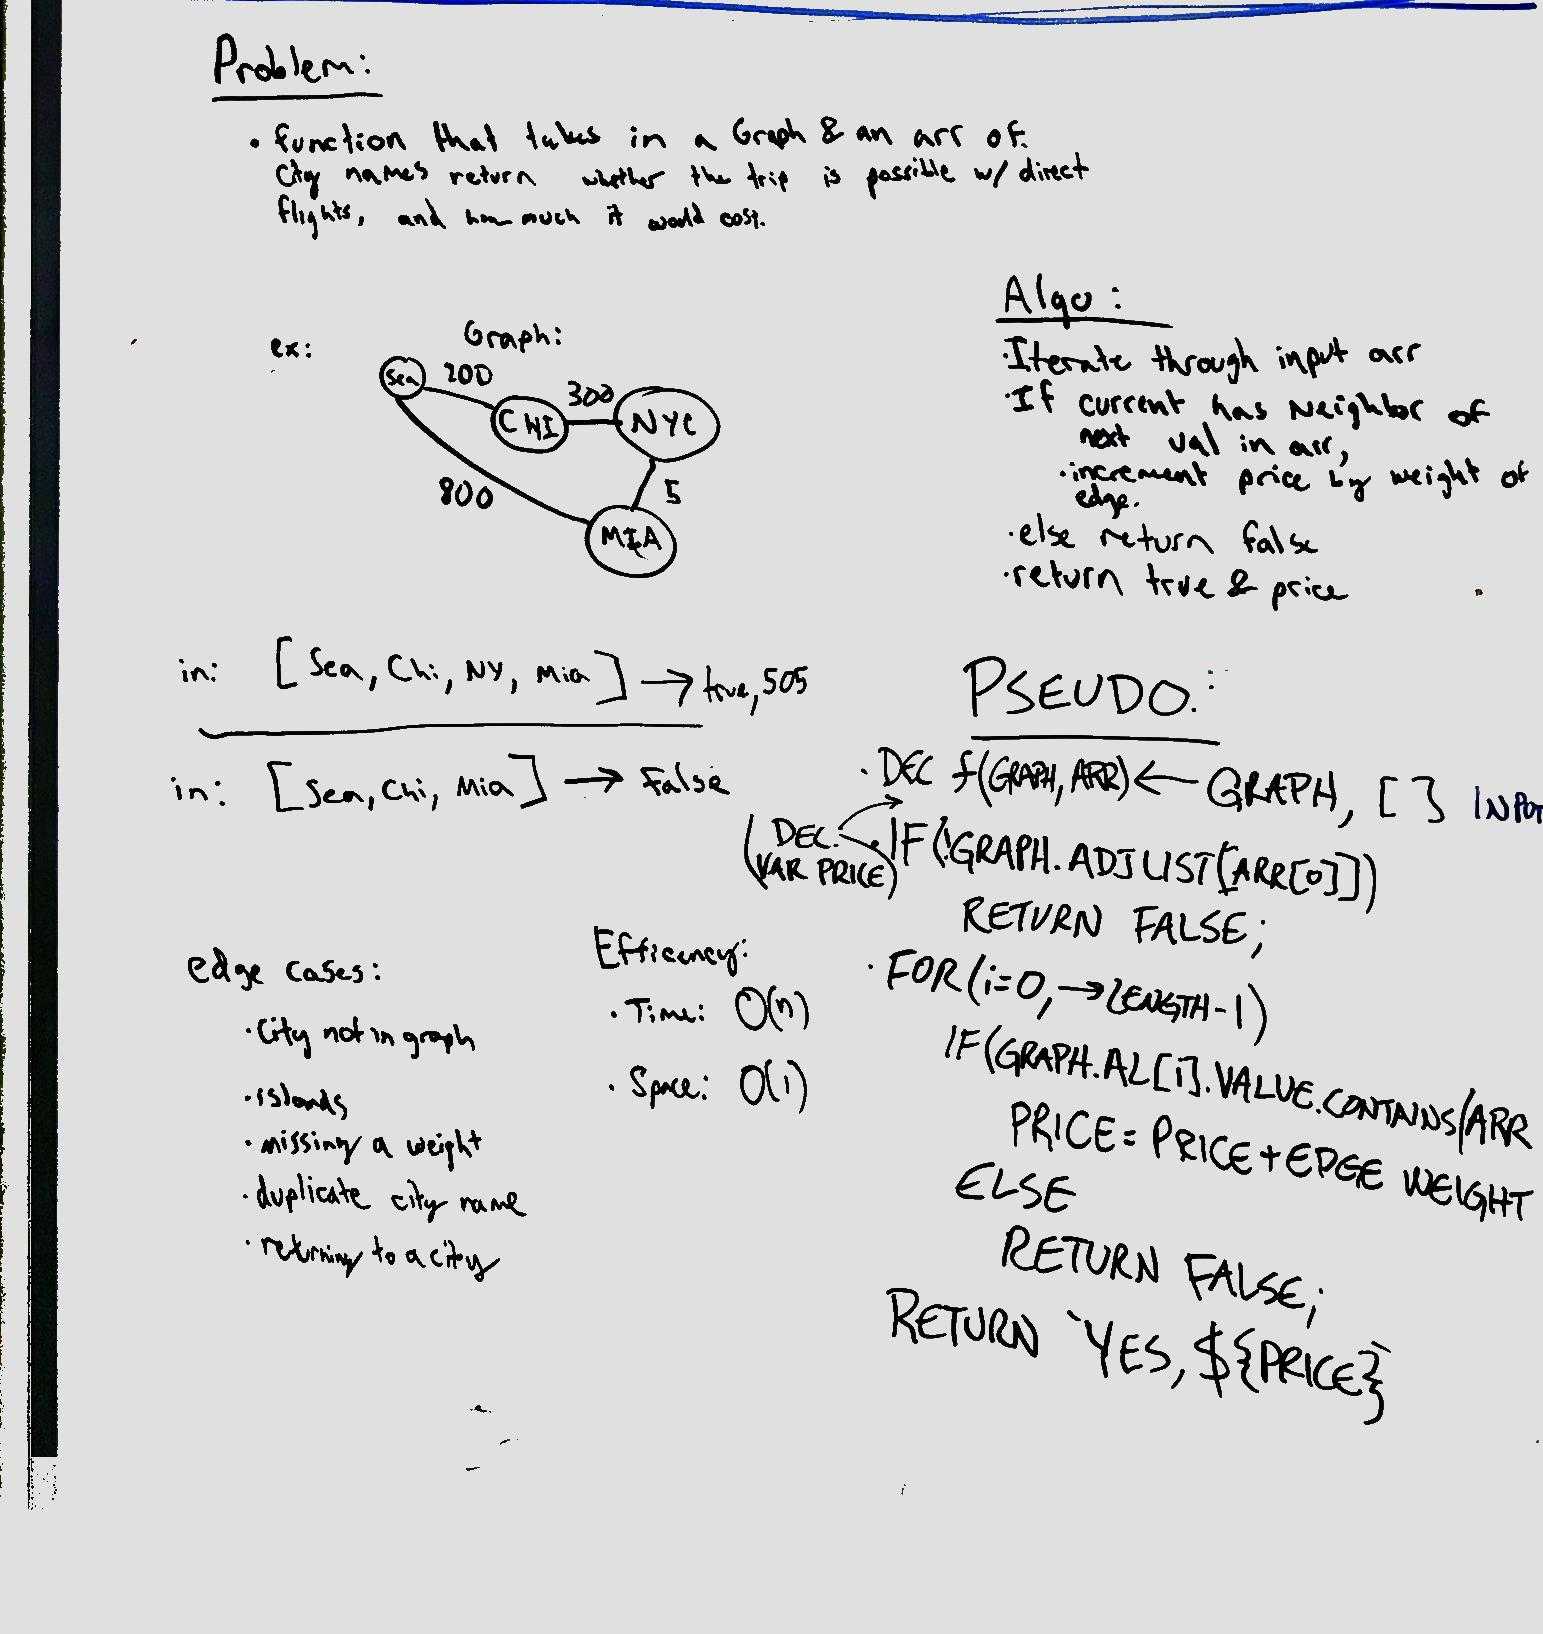 Problem:
• function that takes in a Graph & an arr of.
City names return whether the trip is possible w/ direct
flights, and how much it would cost.
ex:
Graph:
Sea
200
CHI
300
NYC
800
5
MIA
in: [Sea, Chi, NY, Mia] → true, 505
in: [Sea, Chi, Mia] → False
edge cases:
• City not in graph
• islands
• missing a weight
• duplicate city name
• returning to a city
Efficency:
• Time: O(n)
• Space: O(1)
Algo:
• Iterate through input arr
• If current has Neighbor of
next val in arr,
• increment price by weight of
edge.
• else return false
• return true & price
PSEUDO:
• DEC f(GRAPH, ARR) ← GRAPH, [ ] INPUT
(DEC.
VAR PRICE)
• IF(!GRAPH.ADJLIST[ARR[0]])
RETURN FALSE;
• FOR(i=0, → LENGTH-1)
IF(GRAPH.AL[i].VALUE.CONTAINS(ARR
PRICE = PRICE + EDGE WEIGHT
ELSE
RETURN FALSE;
RETURN `YES, ${PRICE}`